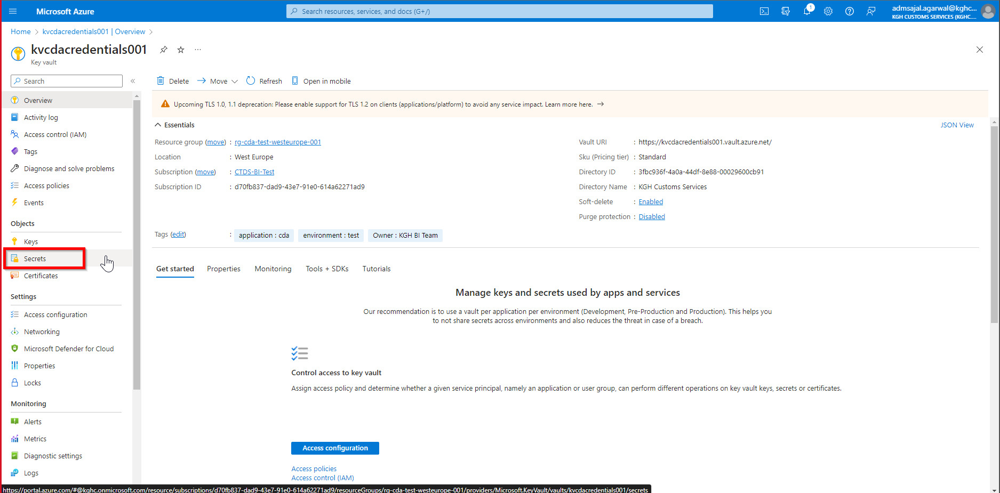 Microsoft Azure
Search resources, services, and docs (G+/)
1
admsajal.agarwal@kghc...
KGH CUSTOMS SERVICES (KGHC....
Home > kvcdacredentials001 | Overview >
kvcdacredentials001
Key vault
Search
Delete
Move
Refresh
Open in mobile
Upcoming TLS 1.0, 1.1 deprecation: Please enable support for TLS 1.2 on clients (applications/platform) to avoid any service impact. Learn more here. →
Overview
Activity log
Access control (IAM)
Tags
Diagnose and solve problems
Access policies
Events
Objects
Keys
Secrets
Certificates
Settings
Access configuration
Networking
Microsoft Defender for Cloud
Properties
Locks
Monitoring
Alerts
Metrics
Diagnostic settings
Logs
Essentials
JSON View
Resource group (move) : rg-cda-test-westeurope-001
Location : West Europe
Subscription (move) : CTDS-BI-Test
Subscription ID : d70fb837-dad9-43e7-91e0-614a62271ad9
Vault URI : https://kvcdacredentials001.vault.azure.net/
Sku (Pricing tier) : Standard
Directory ID : 3fbc936f-4a0a-44df-8e88-00029600cb91
Directory Name : KGH Customs Services
Soft-delete : Enabled
Purge protection : Disabled
Tags (edit) : application : cda environment : test Owner : KGH BI Team
Get started Properties Monitoring Tools + SDKs Tutorials
Manage keys and secrets used by apps and services
Our recommendation is to use a vault per application per environment (Development, Pre-Production and Production). This helps you
to not share secrets across environments and also reduces the threat in case of a breach.
Control access to key vault
Assign access policy and determine whether a given service principal, namely an application or user group, can perform different operations on key vault keys, secrets or certificates.
Access configuration
Access policies
Access control (IAM)
https://portal.azure.com/#@kghc.onmicrosoft.com/resource/subscriptions/d70fb837-dad9-43e7-91e0-614a62271ad9/resourceGroups/rg-cda-test-westeurope-001/providers/Microsoft.KeyVault/vaults/kvcdacredentials001/secrets